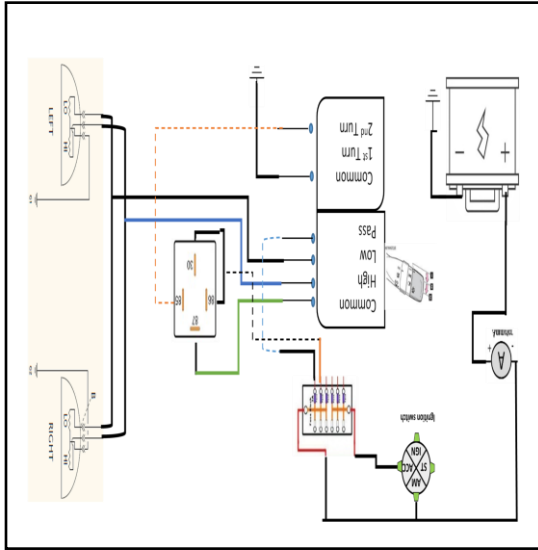 LEFT
LO
HI
2nd Turn
1st Turn
Common
Pass
Low
High
Common
30
85
86
87
- +
Ammeter
- +
A
ignition switch
IGN
ACC
ST
AM
RIGHT
LO
HI